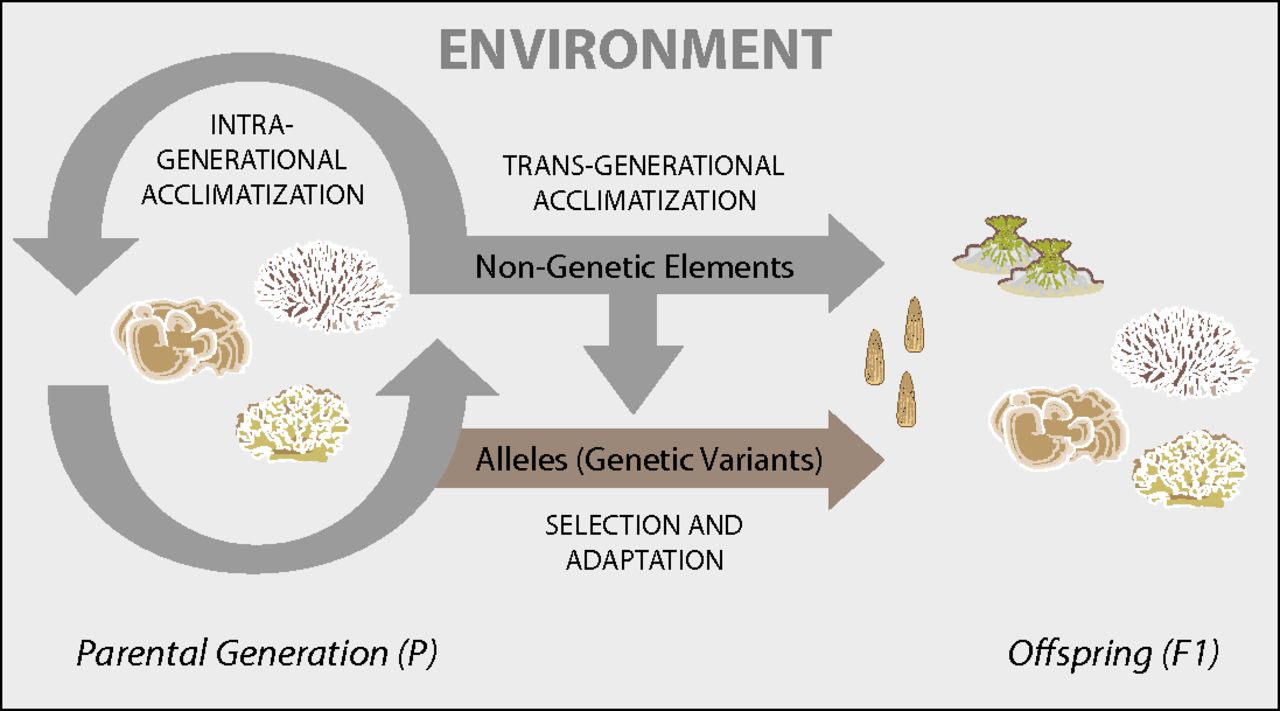 ENVIRONMENT
INTRA-
GENERATIONAL
ACCLIMATIZATION
TRANS-GENERATIONAL
ACCLIMATIZATION
Non-Genetic Elements
Alleles (Genetic Variants)
SELECTION AND
ADAPTATION
Parental Generation (P)
Offspring (F1)